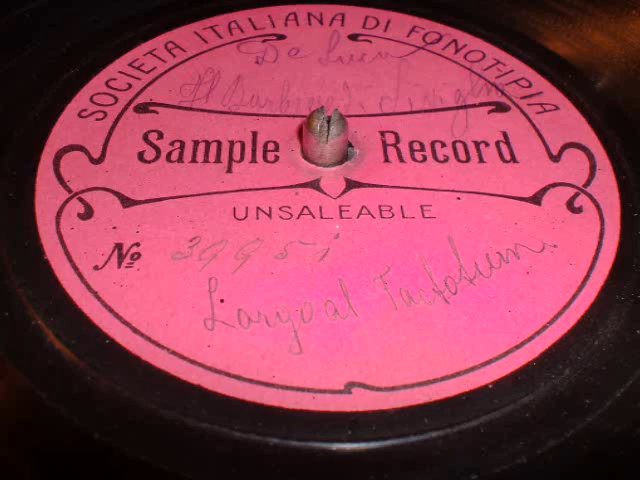 SOCIETA ITALIANA DI FONOTIPIA
De Luca
Il Barbiere di Siviglia
Sample Record
UNSALEABLE
No 39951
Largo al Factotum